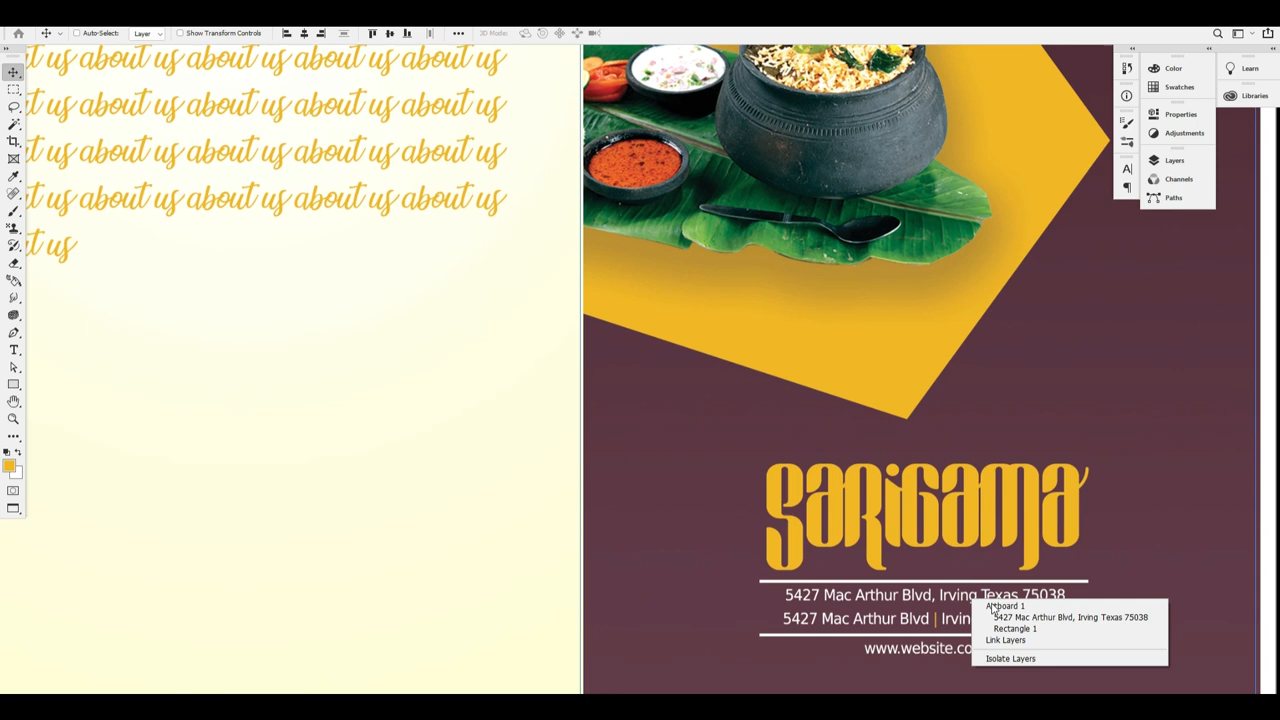 Auto-Select:
Layer
Show Transform Controls
3D Mode:
t us about us about us about us about us
t us about us about us about us about us
t us about us about us about us about us
t us about us about us about us about us
t us
Color
Swatches
Properties
Adjustments
Layers
Channels
Paths
Learn
Libraries
SARIGAMA
5427 Mac Arthur Blvd, Irving Texas 75038
5427 Mac Arthur Blvd | Irvin
www.website.co
Artboard 1
5427 Mac Arthur Blvd, Irving Texas 75038
Rectangle 1
Link Layers
Isolate Layers